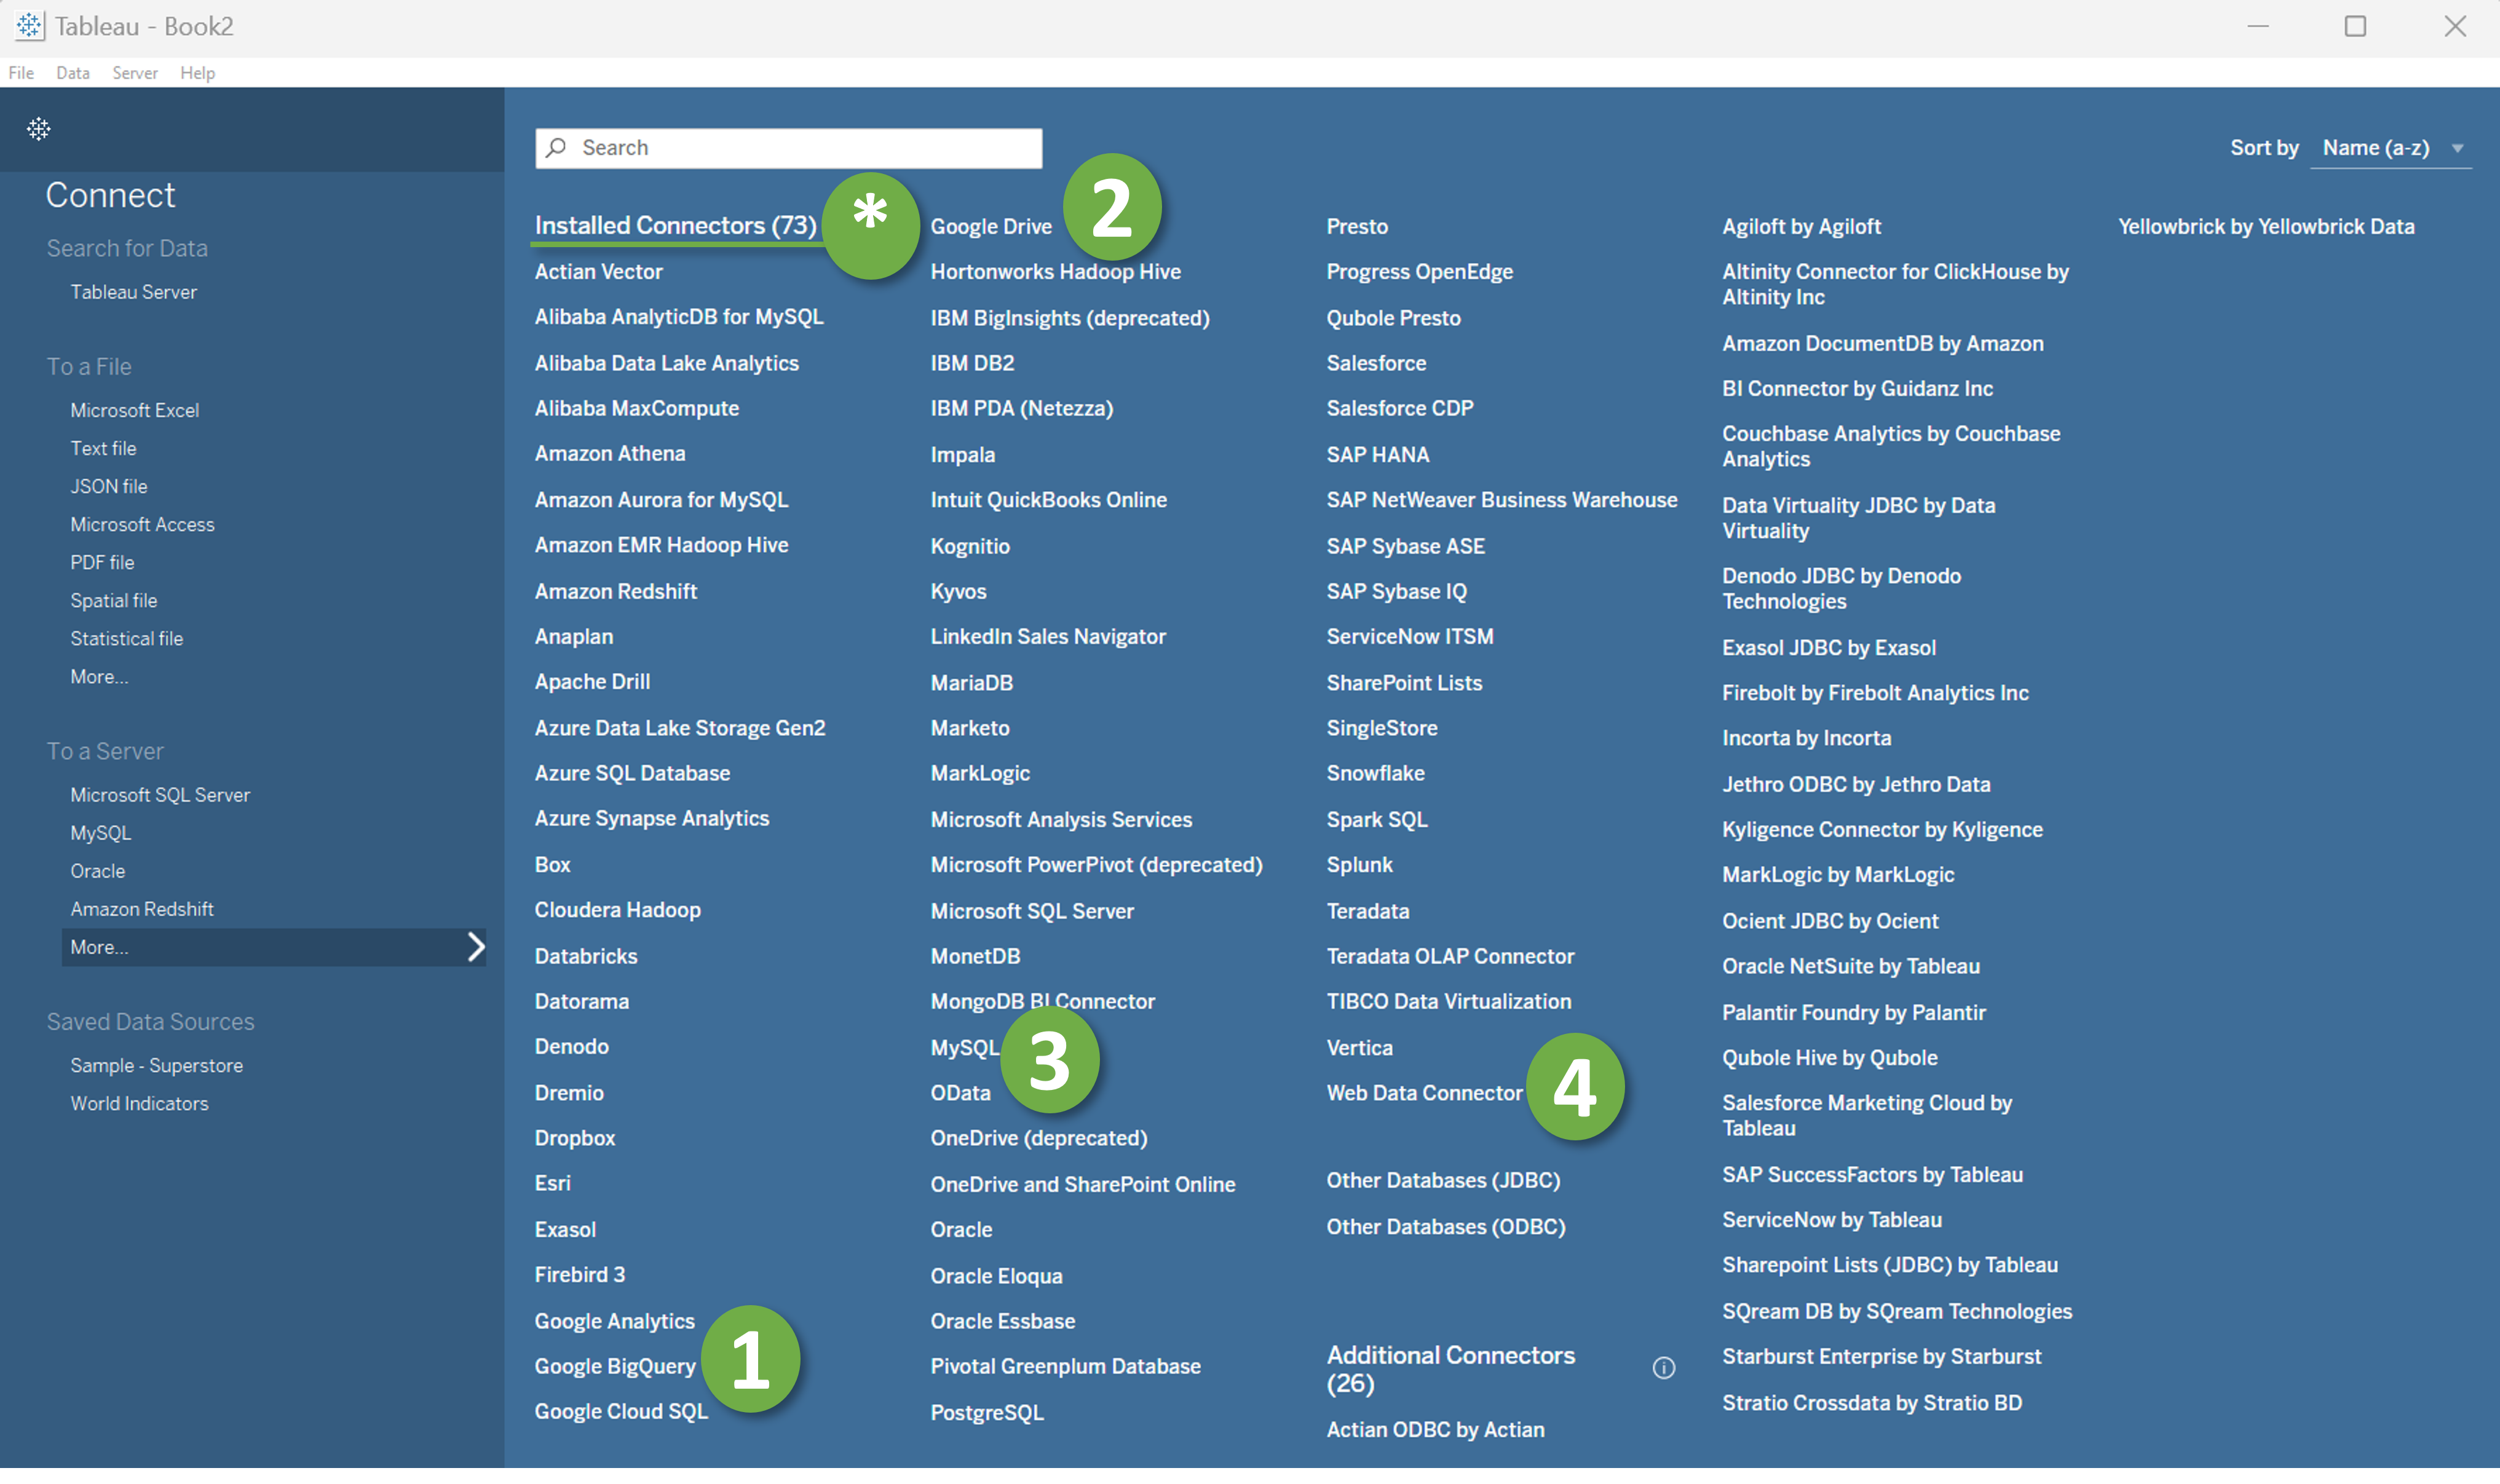 Tableau - Book2
File Data Server Help
Connect
Search for Data
Tableau Server
To a File
Microsoft Excel
Text file
JSON file
Microsoft Access
PDF file
Spatial file
Statistical file
More...
To a Server
Microsoft SQL Server
MySQL
Oracle
Amazon Redshift
More...
Saved Data Sources
Sample - Superstore
World Indicators
Search
Sort by Name (a-z)
Installed Connectors (73) *
Actian Vector
Alibaba AnalyticDB for MySQL
Alibaba Data Lake Analytics
Alibaba MaxCompute
Amazon Athena
Amazon Aurora for MySQL
Amazon EMR Hadoop Hive
Amazon Redshift
Anaplan
Apache Drill
Azure Data Lake Storage Gen2
Azure SQL Database
Azure Synapse Analytics
Box
Cloudera Hadoop
Databricks
Datorama
Denodo
Dremio
Dropbox
Esri
Exasol
Firebird 3
Google Analytics
Google BigQuery 1
Google Cloud SQL
Google Drive 2
Hortonworks Hadoop Hive
IBM BigInsights (deprecated)
IBM DB2
IBM PDA (Netezza)
Impala
Intuit QuickBooks Online
Kognitio
Kyvos
LinkedIn Sales Navigator
MariaDB
Marketo
MarkLogic
Microsoft Analysis Services
Microsoft PowerPivot (deprecated)
Microsoft SQL Server
MonetDB
MongoDB BI Connector
MySQL 3
OData
OneDrive (deprecated)
OneDrive and SharePoint Online
Oracle
Oracle Eloqua
Oracle Essbase
Pivotal Greenplum Database
PostgreSQL
Presto
Progress OpenEdge
Qubole Presto
Salesforce
Salesforce CDP
SAP HANA
SAP NetWeaver Business Warehouse
SAP Sybase ASE
SAP Sybase IQ
ServiceNow ITSM
SharePoint Lists
SingleStore
Snowflake
Spark SQL
Splunk
Teradata
Teradata OLAP Connector
TIBCO Data Virtualization
Vertica
Web Data Connector 4
Other Databases (JDBC)
Other Databases (ODBC)
Additional Connectors
(26)
Actian ODBC by Actian
Agiloft by Agiloft
Altinity Connector for ClickHouse by
Altinity Inc
Amazon DocumentDB by Amazon
BI Connector by Guidanz Inc
Couchbase Analytics by Couchbase
Analytics
Data Virtuality JDBC by Data
Virtuality
Denodo JDBC by Denodo
Technologies
Exasol JDBC by Exasol
Firebolt by Firebolt Analytics Inc
Incorta by Incorta
Jethro ODBC by Jethro Data
Kyligence Connector by Kyligence
MarkLogic by MarkLogic
Ocient JDBC by Ocient
Oracle NetSuite by Tableau
Palantir Foundry by Palantir
Qubole Hive by Qubole
Salesforce Marketing Cloud by
Tableau
SAP SuccessFactors by Tableau
ServiceNow by Tableau
Sharepoint Lists (JDBC) by Tableau
SQream DB by SQream Technologies
Starburst Enterprise by Starburst
Stratio Crossdata by Stratio BD
Yellowbrick by Yellowbrick Data